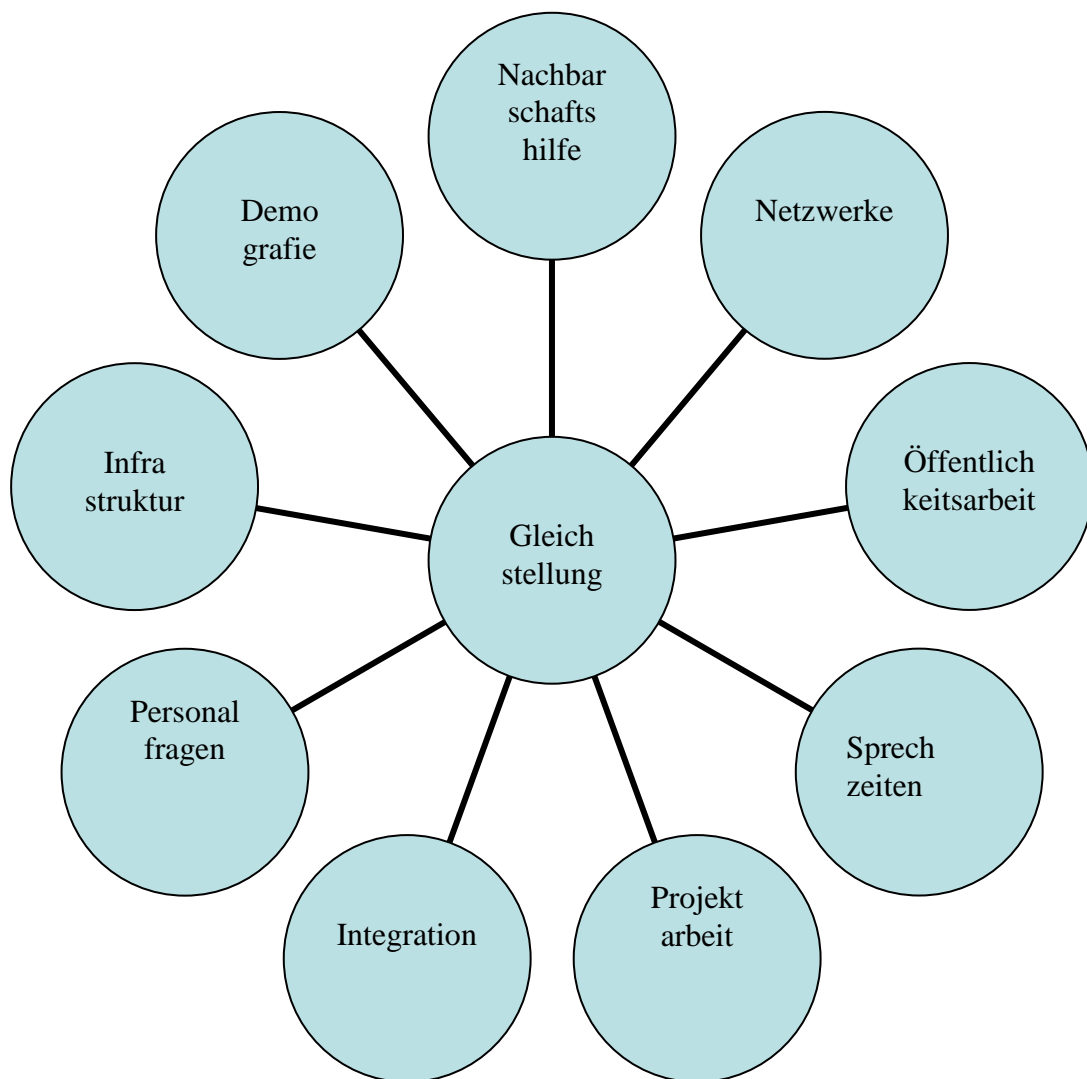 Nachbar
schafts
hilfe
Netzwerke
Demo
grafie
Öffentlich
keitsarbeit
Infra
struktur
Gleich
stellung
Personal
fragen
Sprech
zeiten
Projekt
arbeit
Integration